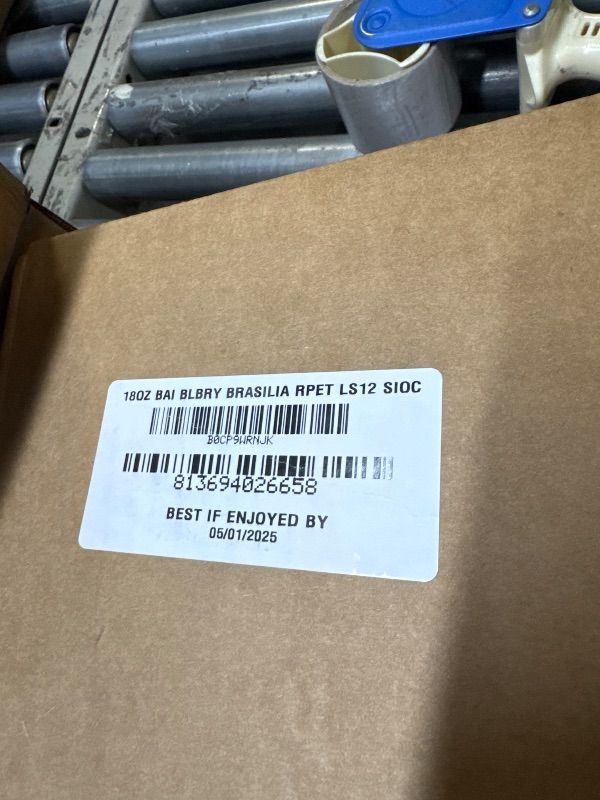 18OZ BAI BLBRY BRASILIA RPET LS12 SIOC
B0CP9WRNJK
813694026658
BEST IF ENJOYED BY
05/01/2025